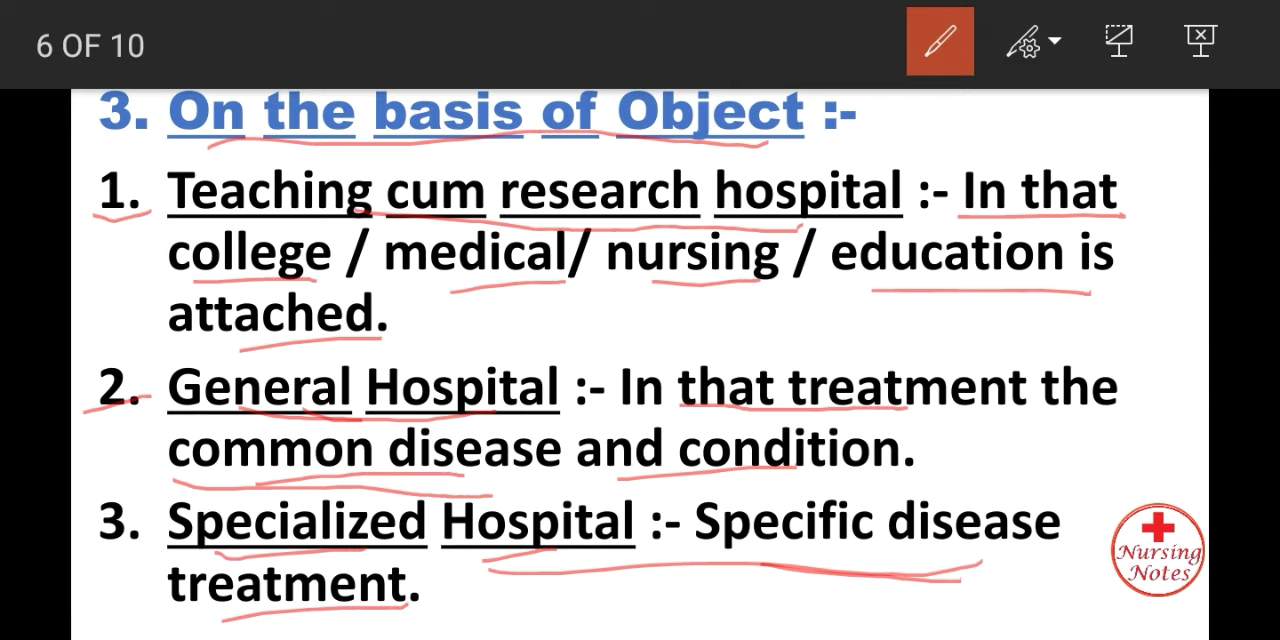 6 OF 10
3. On the basis of Object :-
1. Teaching cum research hospital :- In that
college / medical/ nursing / education is
attached.
2. General Hospital :- In that treatment the
common disease and condition.
3. Specialized Hospital :- Specific disease
treatment.
Nursing
Notes